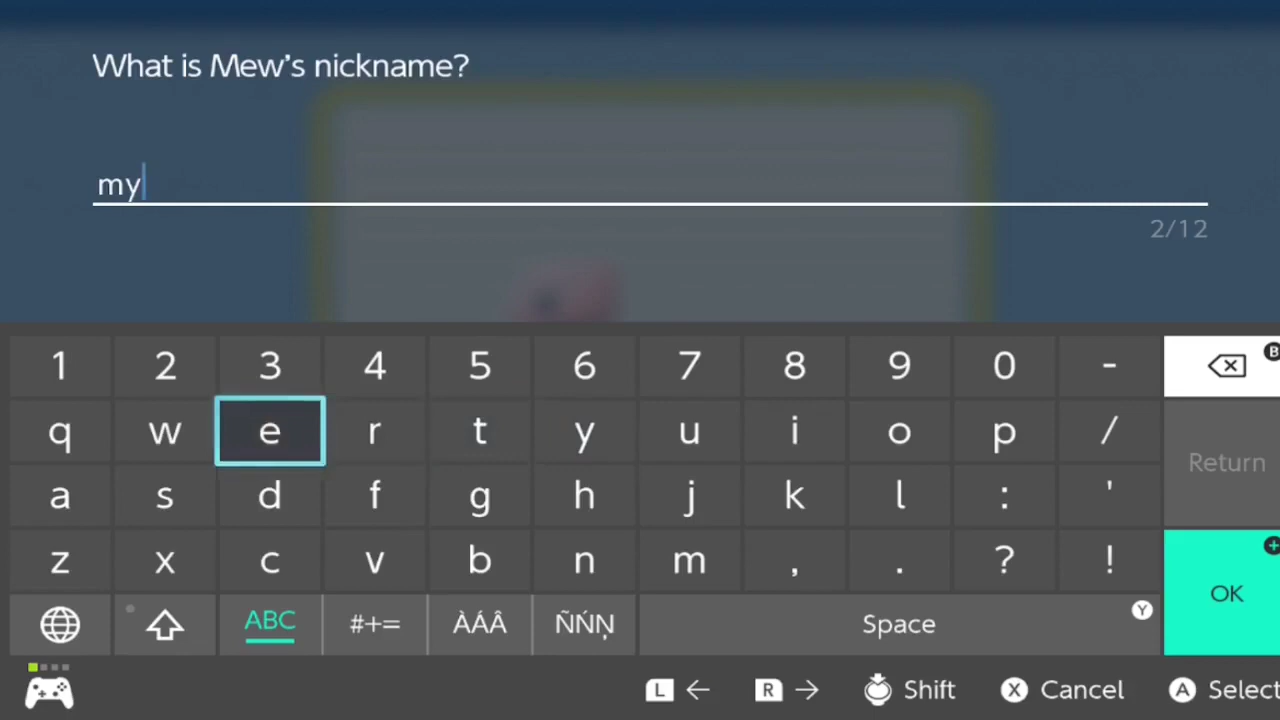 What is Mew's nickname?
my
2/12
1 2 3 4 5 6 7 8 9 0 - B
q w e r t y u i o p / Return
a s d f g h j k l : '
z x c v b n m , . ? ! + OK
ABC #+= ÀÁÂ ÑŃŅ Space Y
L ← R → Shift X Cancel A Select